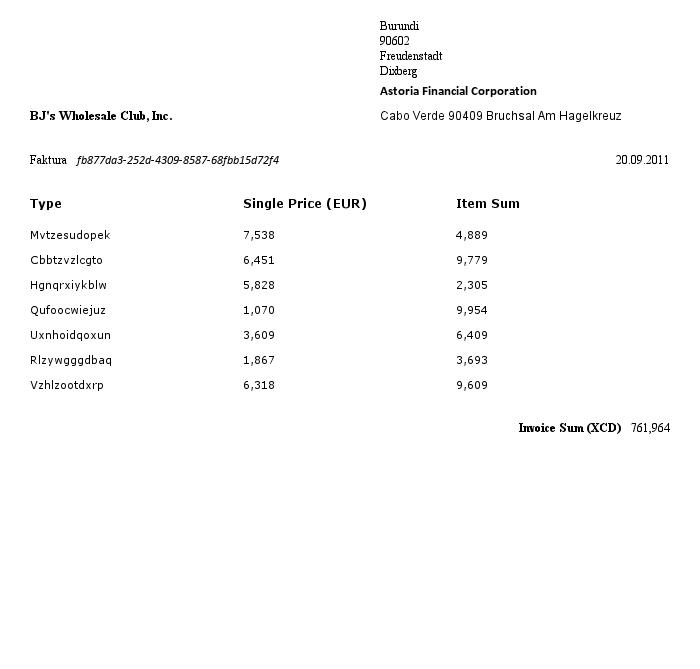 Burundi
90602
Freudenstadt
Dixberg
Astoria Financial Corporation
BJ's Wholesale Club, Inc. Cabo Verde 90409 Bruchsal Am Hagelkreuz
Faktura fb877da3-252d-4309-8587-68fbb15d72f4 20.09.2011
Type Single Price (EUR) Item Sum
Mvtzesudopek 7,538 4,889
Cbbtzvzlcgto 6,451 9,779
Hgnqrxiykblw 5,828 2,305
Qufoocwiejuz 1,070 9,954
Uxnhoidqoxun 3,609 6,409
Rlzywgggdbaq 1,867 3,693
Vzhlzootdxrp 6,318 9,609
Invoice Sum (XCD) 761,964